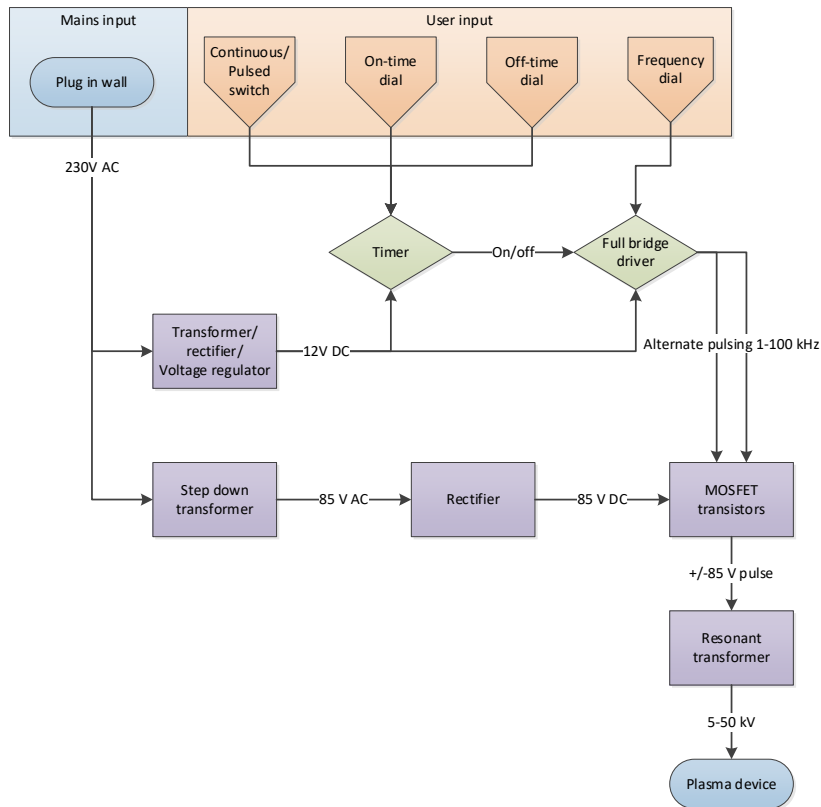 Mains input
User input
Plug in wall
Continuous/
Pulsed
switch
On-time
dial
Off-time
dial
Frequency
dial
230V AC
Timer
On/off
Full bridge
driver
Transformer/
rectifier/
Voltage regulator
12V DC
Alternate pulsing 1-100 kHz
Step down
transformer
85 V AC
Rectifier
85 V DC
MOSFET
transistors
+/-85 V pulse
Resonant
transformer
5-50 kV
Plasma device